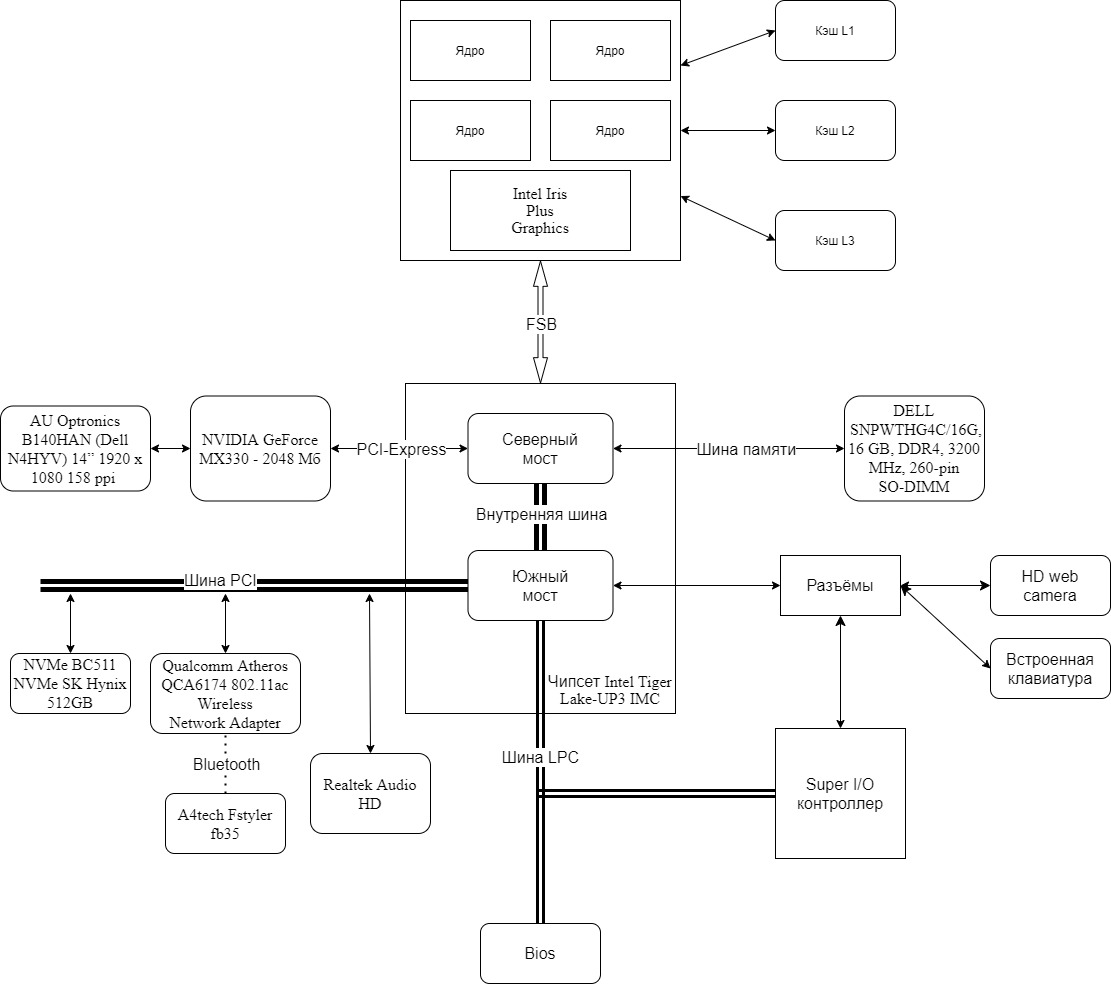 Ядро
Ядро
Кэш L1
Ядро
Ядро
Кэш L2
Intel Iris
Plus
Graphics
Кэш L3
FSB
AU Optronics
B140HAN (Dell
N4HYV) 14” 1920 x
1080 158 ppi
NVIDIA GeForce
MX330 - 2048 Мб
PCI-Express
Северный
мост
Шина памяти
DELL
SNPWTHG4C/16G,
16 GB, DDR4, 3200
MHz, 260-pin
SO-DIMM
Внутренняя шина
Шина PCI
Южный
мост
Разъёмы
HD web
camera
Встроенная
клавиатура
NVMe BC511
NVMe SK Hynix
512GB
Qualcomm Atheros
QCA6174 802.11ac
Wireless
Network Adapter
Чипсет Intel Tiger
Lake-UP3 IMC
Bluetooth
Шина LPC
Realtek Audio
HD
Super I/O
контроллер
A4tech Fstyler
fb35
Bios